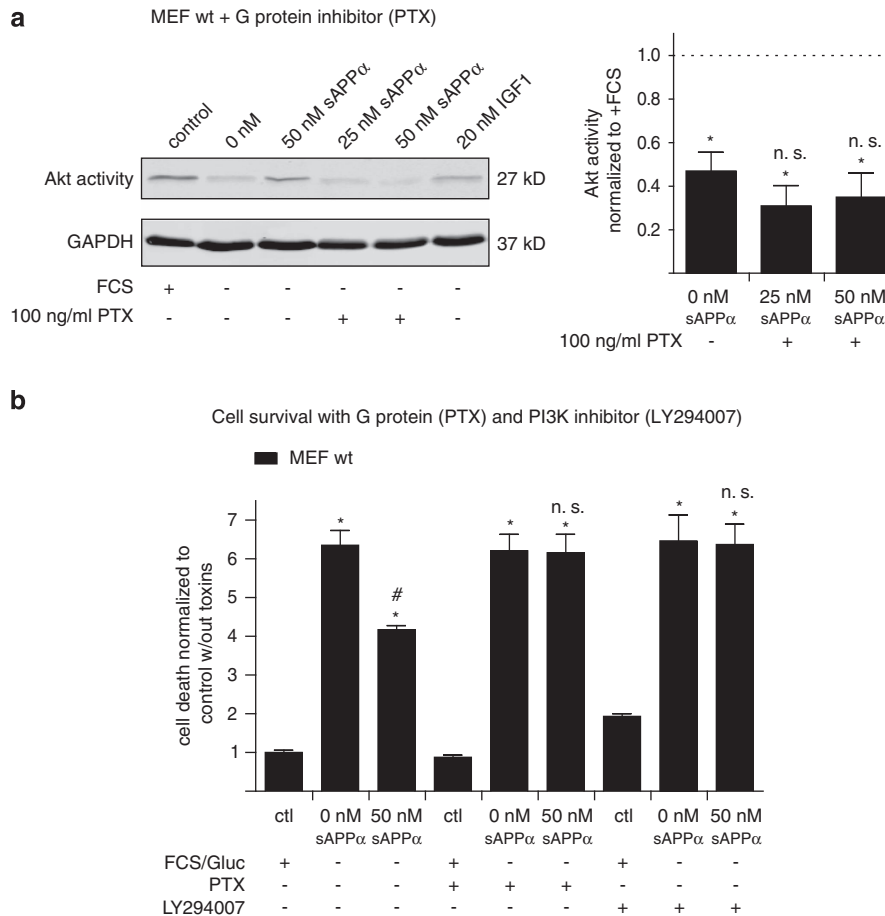 a
MEF wt + G protein inhibitor (PTX)
control
0 nM
50 nM sAPPα
25 nM sAPPα
50 nM sAPPα
20 nM IGF1
Akt activity
27 kD
GAPDH
37 kD
FCS
+ - - - - -
100 ng/ml PTX
- - - + + -
Akt activity
normalized to +FCS
1.0
0.8
0.6
0.4
0.2
*
n. s.
*
n. s.
*
0 nM 25 nM 50 nM
sAPPα sAPPα sAPPα
100 ng/ml PTX - + +
b
Cell survival with G protein (PTX) and PI3K inhibitor (LY294007)
MEF wt
cell death normalized to
control w/out toxins
7
6
5
4
3
2
1
*
#
*
*
n. s.
*
*
n. s.
*
ctl 0 nM 50 nM ctl 0 nM 50 nM ctl 0 nM 50 nM
sAPPα sAPPα sAPPα sAPPα sAPPα sAPPα
FCS/Gluc + - - + - - + - -
PTX - - - + + + - - -
LY294007 - - - - - - + + +